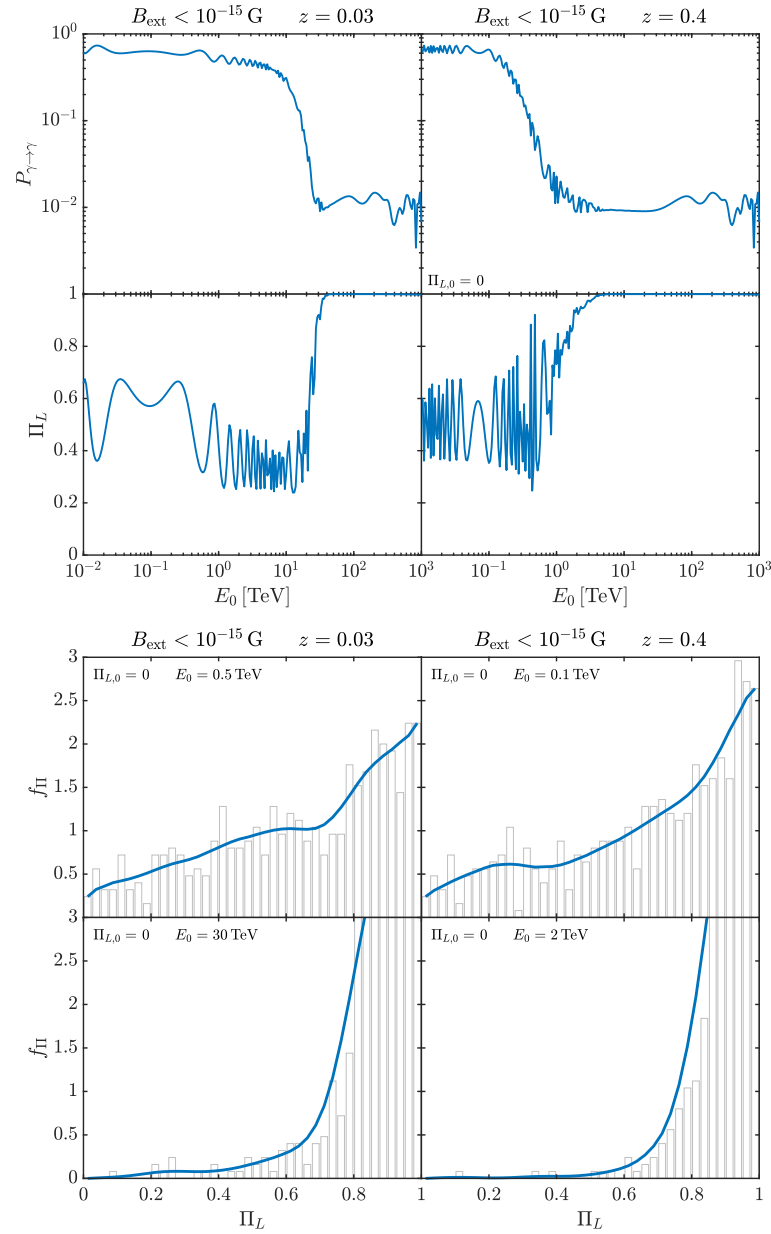 B_ext < 10^−15 G z = 0.03
B_ext < 10^−15 G z = 0.4
P_γ→γ
10^0
10^−1
10^−2
1
Π_L,0 = 0
Π_L
0.8
0.6
0.4
0.2
0
10^−2 10^−1 10^0 10^1 10^2 10^3 10^−1 10^0 10^1 10^2 10^3
E_0 [TeV]
E_0 [TeV]
B_ext < 10^−15 G z = 0.03
B_ext < 10^−15 G z = 0.4
Π_L,0 = 0 E_0 = 0.5 TeV
Π_L,0 = 0 E_0 = 0.1 TeV
f_Π
3
2.5
2
1.5
1
0.5
3
Π_L,0 = 0 E_0 = 30 TeV
Π_L,0 = 0 E_0 = 2 TeV
f_Π
2.5
2
1.5
1
0.5
0
0 0.2 0.4 0.6 0.8 1 0.2 0.4 0.6 0.8 1
Π_L
Π_L